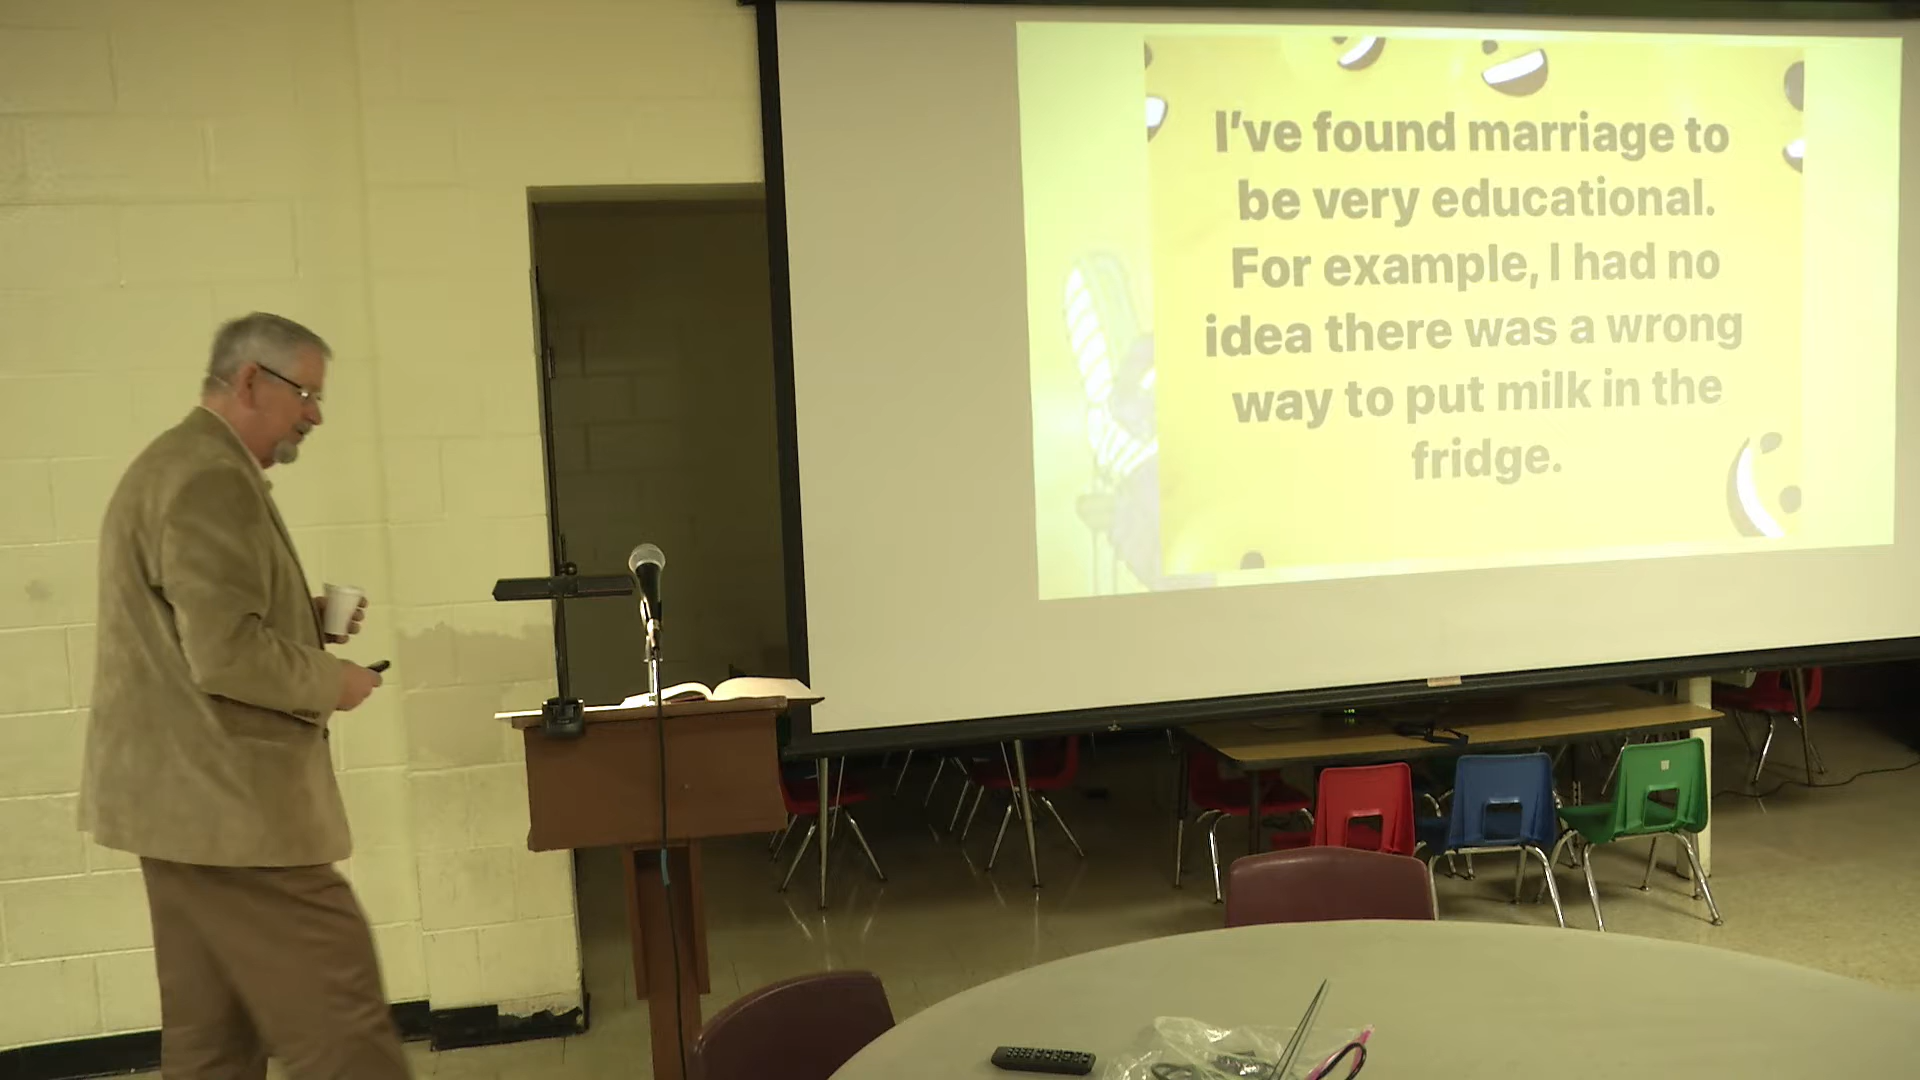 I've found marriage to
be very educational.
For example, I had no
idea there was a wrong
way to put milk in the
fridge.